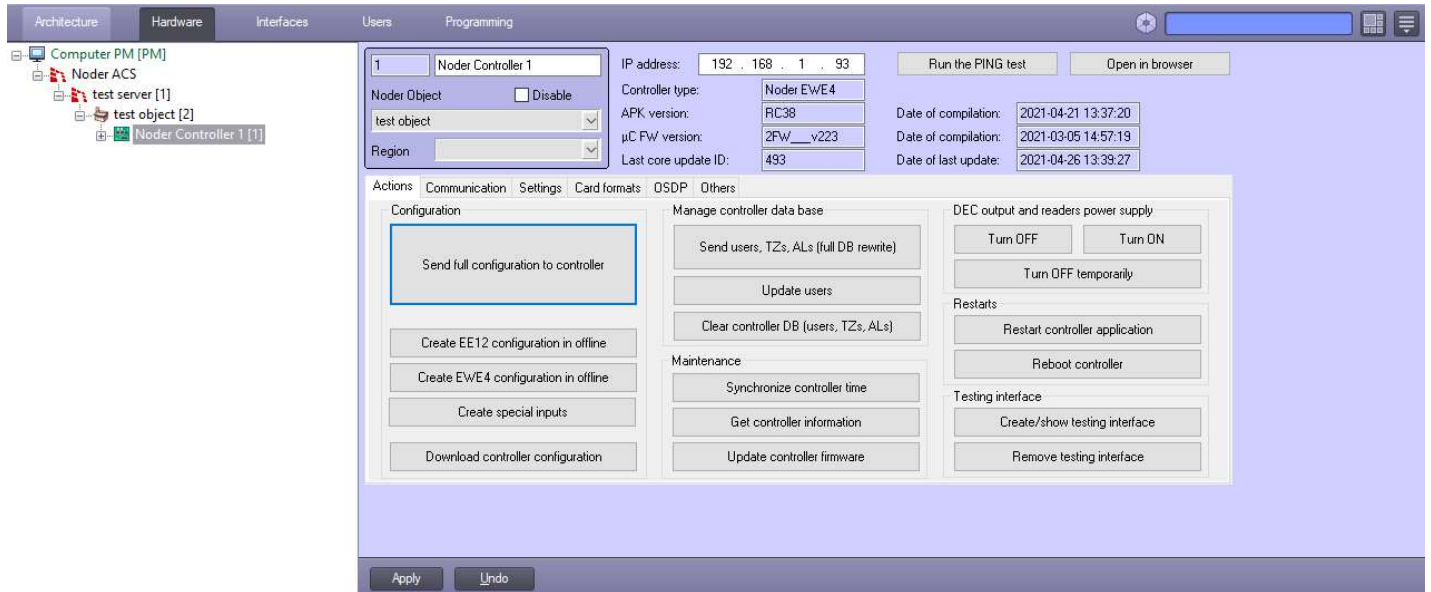 Architecture Hardware Interfaces Users Programming
Computer PM [PM]
Noder ACS
test server [1]
test object [2]
Noder Controller 1 [1]
1 Noder Controller 1
Noder Object Disable
test object
Region
IP address: 192 . 168 . 1 . 93 Run the PING test Open in browser
Controller type: Noder EWE4
APK version: RC38 Date of compilation: 2021-04-21 13:37:20
µC FW version: 2FW___v223 Date of compilation: 2021-03-05 14:57:19
Last core update ID: 493 Date of last update: 2021-04-26 13:39:27
Actions Communication Settings Card formats OSDP Others
Configuration
Send full configuration to controller
Create EE12 configuration in offline
Create EWE4 configuration in offline
Create special inputs
Download controller configuration
Manage controller data base
Send users, TZs, ALs (full DB rewrite)
Update users
Clear controller DB (users, TZs, ALs)
Maintenance
Synchronize controller time
Get controller information
Update controller firmware
DEC output and readers power supply
Turn OFF Turn ON
Turn OFF temporarily
Restarts
Restart controller application
Reboot controller
Testing interface
Create/show testing interface
Remove testing interface
Apply Undo